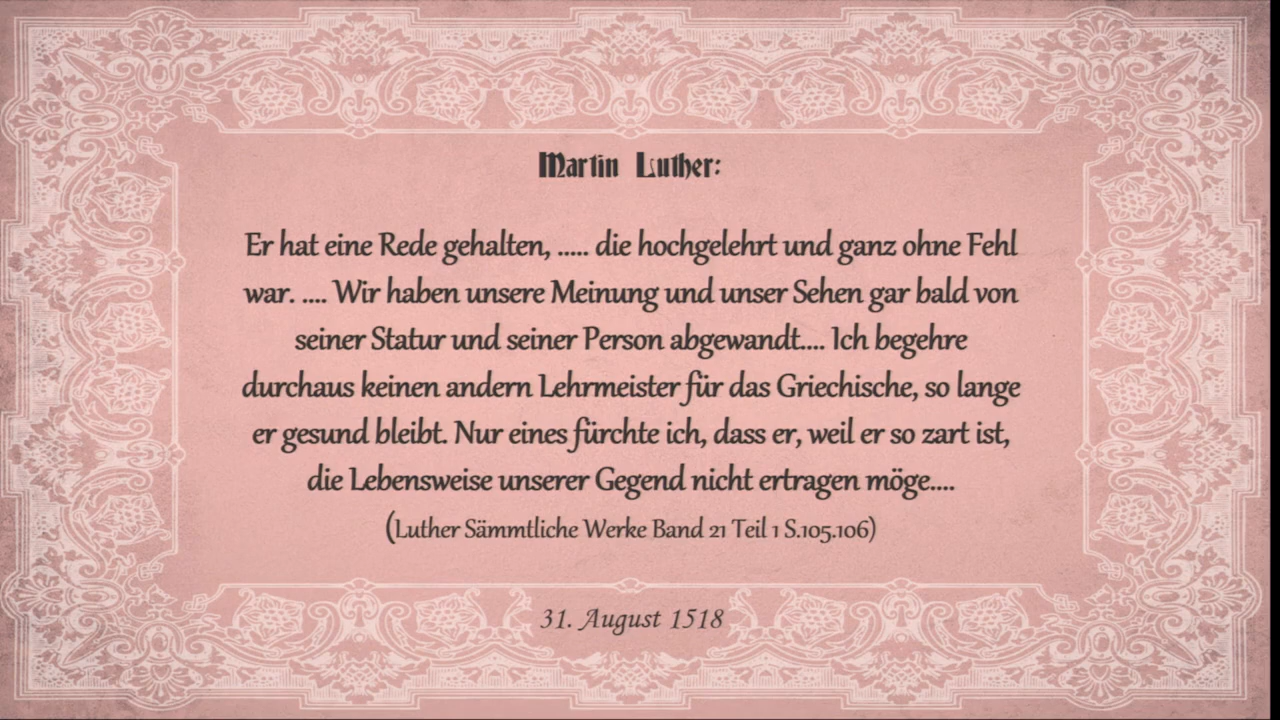 Martin Luther:
Er hat eine Rede gehalten, ..... die hochgelehrt und ganz ohne Fehl
war. .... Wir haben unsere Meinung und unser Sehen gar bald von
seiner Statur und seiner Person abgewandt.... Ich begehre
durchaus keinen andern Lehrmeister für das Griechische, so lange
er gesund bleibt. Nur eines fürchte ich, dass er, weil er so zart ist,
die Lebensweise unserer Gegend nicht ertragen möge....
(Luther Sämmtliche Werke Band 21 Teil 1 S.105.106)
31. August 1518